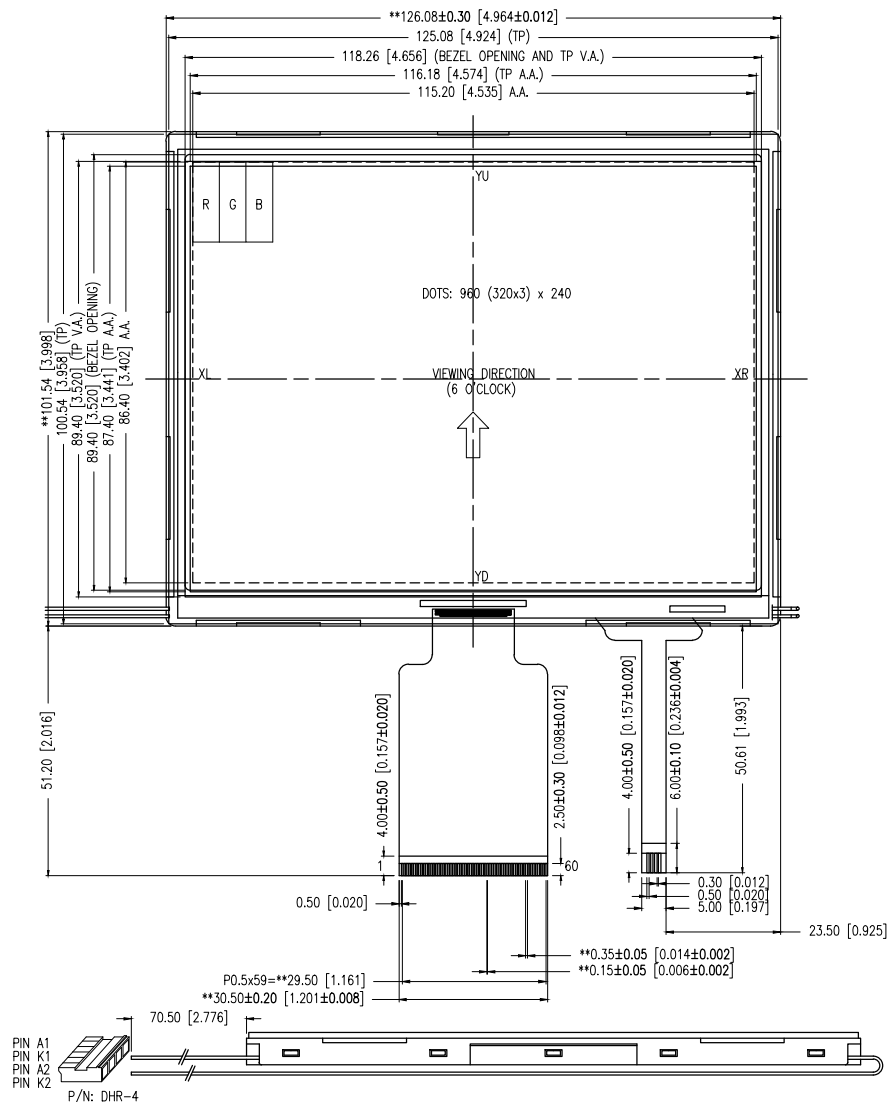 **126.08±0.30 [4.964±0.012]
125.08 [4.924] (TP)
118.26 [4.656] (BEZEL OPENING AND TP V.A.)
116.18 [4.574] (TP A.A.)
115.20 [4.535] A.A.
**101.54 [3.998]
100.54 [3.958] (TP)
89.40 [3.520] (TP V.A.)
89.40 [3.520] (BEZEL OPENING)
87.40 [3.441] (TP A.A.)
86.40 [3.402] A.A.
YU
R G B
DOTS: 960 (320x3) x 240
XL
VIEWING DIRECTION
(6 O'CLOCK)
XR
YD
51.20 [2.016]
4.00±0.50 [0.157±0.020]
2.50±0.30 [0.098±0.012]
4.00±0.50 [0.157±0.020]
6.00±0.10 [0.236±0.004]
50.61 [1.993]
1
60
0.50 [0.020]
0.30 [0.012]
0.50 [0.020]
5.00 [0.197]
23.50 [0.925]
**0.35±0.05 [0.014±0.002]
**0.15±0.05 [0.006±0.002]
P0.5x59=**29.50 [1.161]
**30.50±0.20 [1.201±0.008]
70.50 [2.776]
PIN A1
PIN K1
PIN A2
PIN K2
P/N: DHR-4